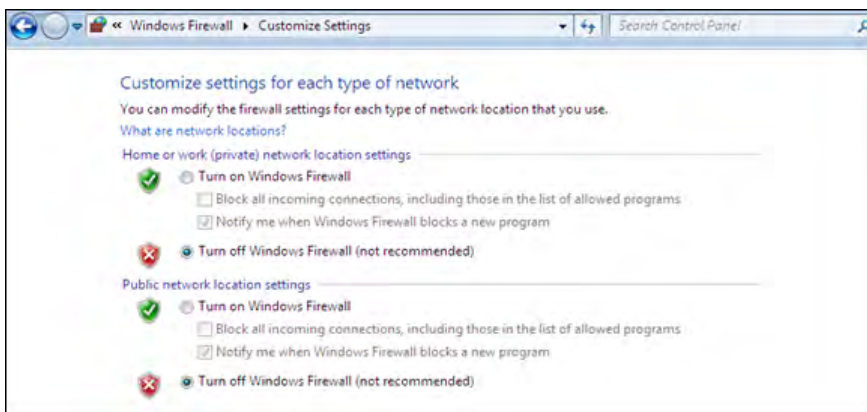 « Windows Firewall ▸ Customize Settings Search Control Panel
Customize settings for each type of network
You can modify the firewall settings for each type of network location that you use.
What are network locations?
Home or work (private) network location settings
Turn on Windows Firewall
Block all incoming connections, including those in the list of allowed programs
Notify me when Windows Firewall blocks a new program
Turn off Windows Firewall (not recommended)
Public network location settings
Turn on Windows Firewall
Block all incoming connections, including those in the list of allowed programs
Notify me when Windows Firewall blocks a new program
Turn off Windows Firewall (not recommended)